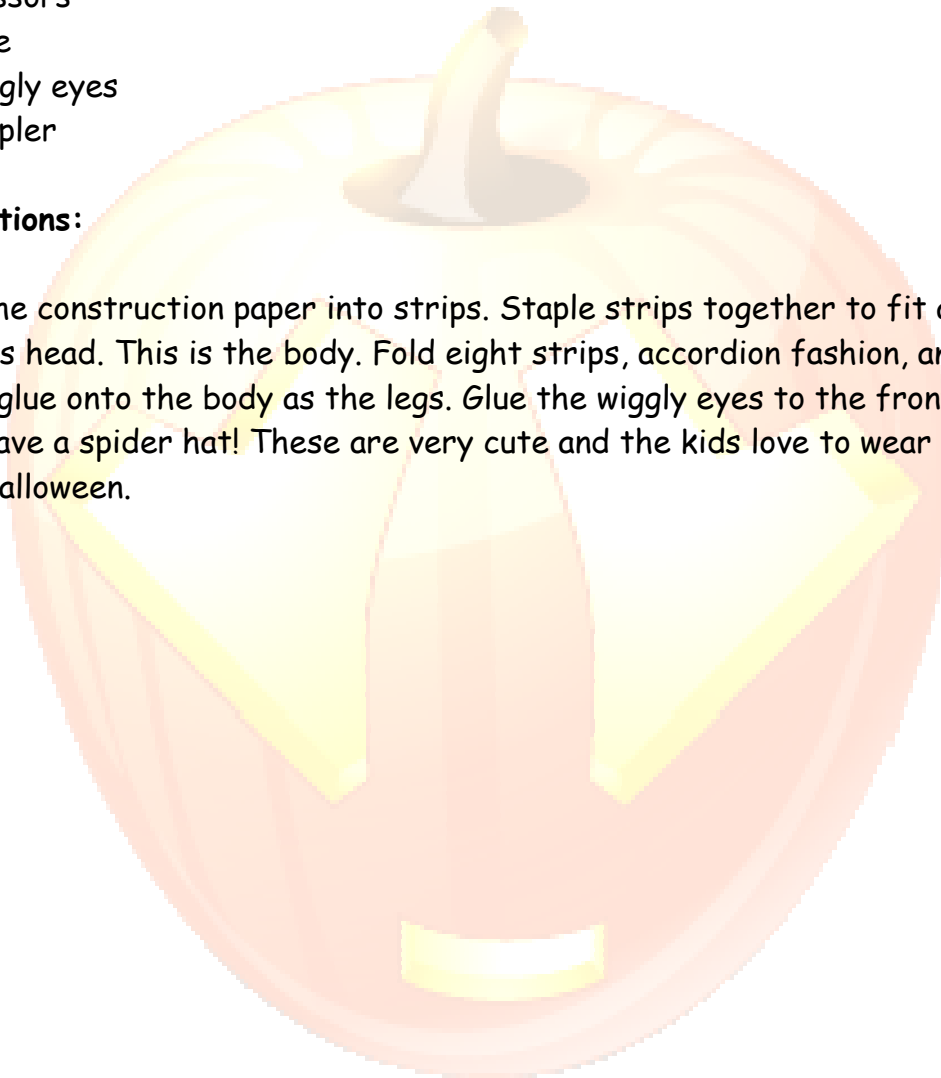 ssors
e
gly eyes
pler
tions:
ne construction paper into strips. Staple strips together to fit
s head. This is the body. Fold eight strips, accordion fashion,
glue onto the body as the legs. Glue the wiggly eyes to the fron
ave a spider hat! These are very cute and the kids love to wear
alloween.